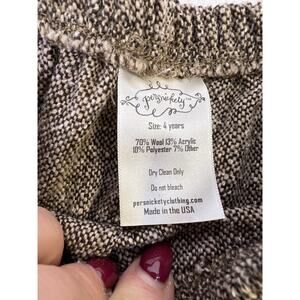 persnickety™
Size: 4 years
70% Wool 13% Acrylic
10% Polyester 7% Other
Dry Clean Only
Do not bleach
persnicketyclothing.com
Made in the USA